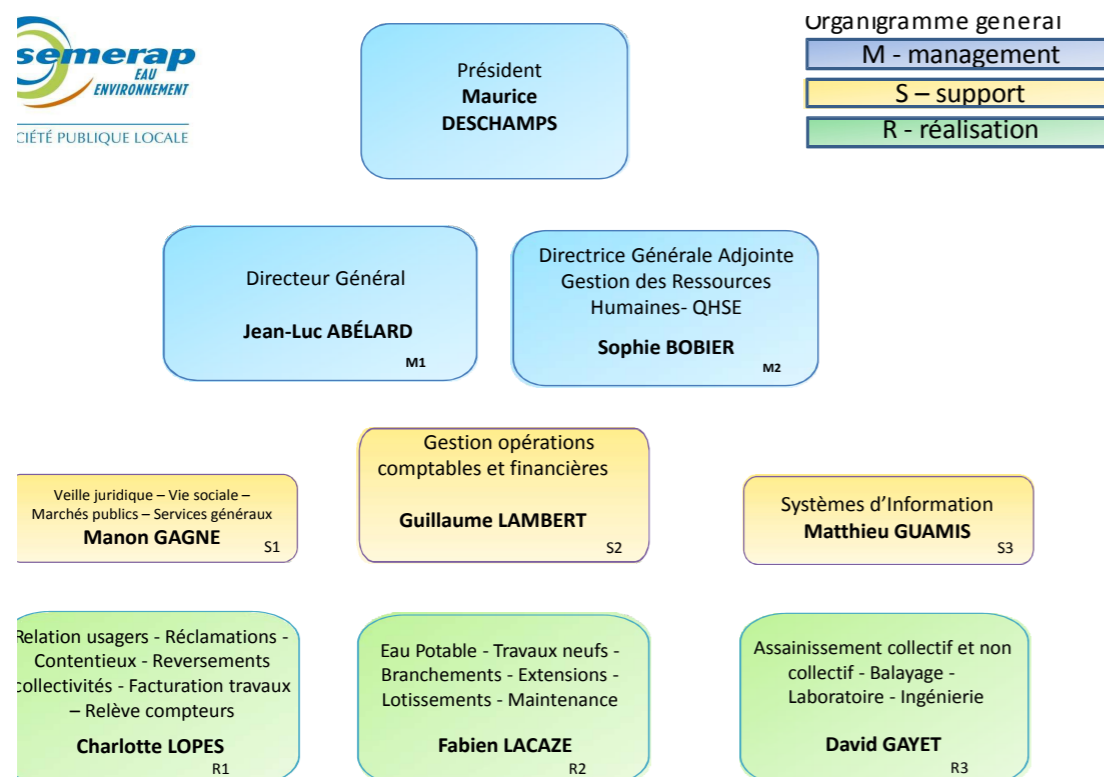 semerap
EAU
ENVIRONNEMENT
CIÉTÉ PUBLIQUE LOCALE
Organigramme general
M - management
S – support
R - réalisation
Président
Maurice
DESCHAMPS
Directeur Général
Jean-Luc ABÉLARD
M1
Directrice Générale Adjointe
Gestion des Ressources
Humaines- QHSE
Sophie BOBIER
M2
Veille juridique – Vie sociale –
Marchés publics – Services généraux
Manon GAGNE
S1
Gestion opérations
comptables et financières
Guillaume LAMBERT
S2
Systèmes d’Information
Matthieu GUAMIS
S3
Relation usagers - Réclamations -
Contentieux - Reversements
collectivités - Facturation travaux
– Relève compteurs
Charlotte LOPES
R1
Eau Potable - Travaux neufs -
Branchements - Extensions -
Lotissements - Maintenance
Fabien LACAZE
R2
Assainissement collectif et non
collectif - Balayage -
Laboratoire - Ingénierie
David GAYET
R3